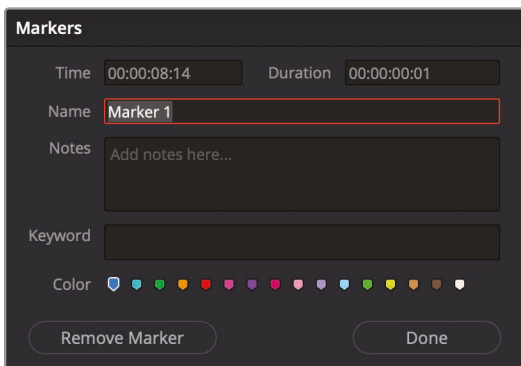 Markers
Time 00:00:08:14 Duration 00:00:00:01
Name Marker 1
Notes Add notes here...
Keyword
Color
Remove Marker Done